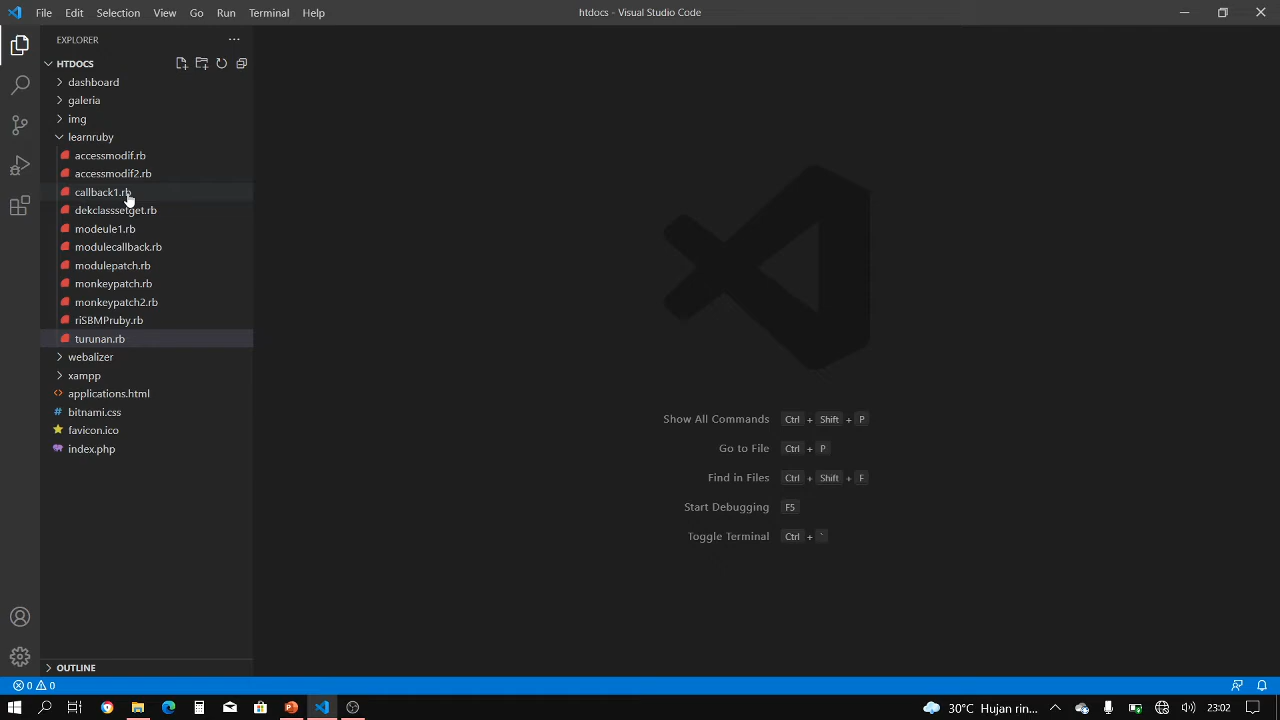 File Edit Selection View Go Run Terminal Help
htdocs - Visual Studio Code
EXPLORER
HTDOCS
dashboard
galeria
img
learnruby
accessmodif.rb
accessmodif2.rb
callback1.rb
dekclasssetget.rb
modeule1.rb
modulecallback.rb
modulepatch.rb
monkeypatch.rb
monkeypatch2.rb
riSBMPruby.rb
turunan.rb
webalizer
xampp
applications.html
bitnami.css
favicon.ico
index.php
OUTLINE
Show All Commands Ctrl + Shift + P
Go to File Ctrl + P
Find in Files Ctrl + Shift + F
Start Debugging F5
Toggle Terminal Ctrl + `
0 0
30°C Hujan rin... 23:02